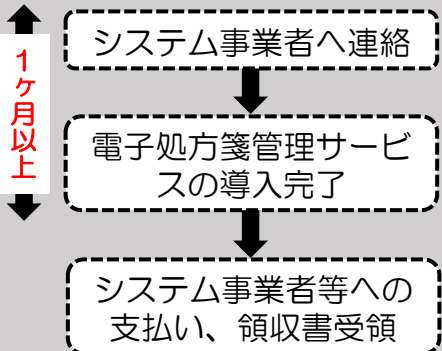 システム事業者へ連絡
1ヶ月以上
電子処方箋管理サービ
スの導入完了
システム事業者等への
支払い、領収書受領